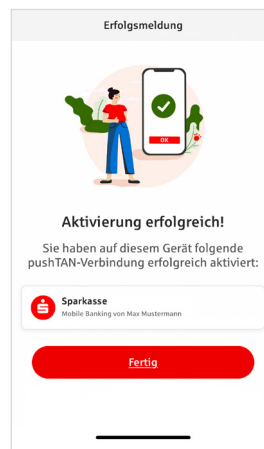 Erfolgsmeldung
OK
Aktivierung erfolgreich!
Sie haben auf diesem Gerät folgende
pushTAN-Verbindung erfolgreich aktiviert:
Sparkasse
Mobile Banking von Max Mustermann
Fertig